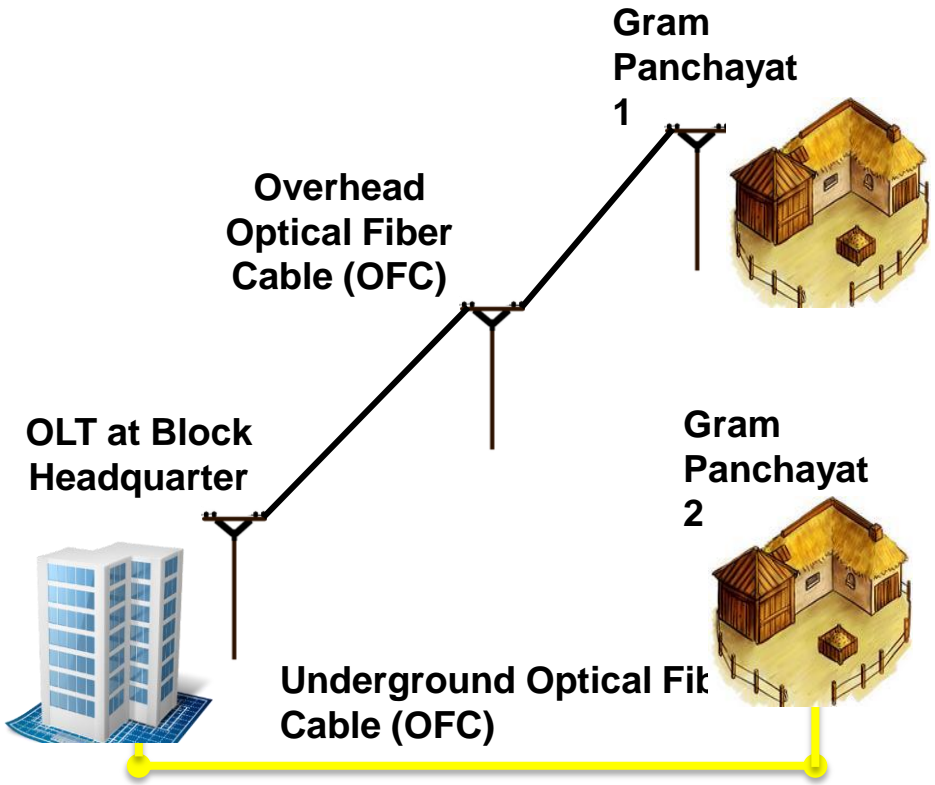 Gram
Panchayat
1
Overhead
Optical Fiber
Cable (OFC)
OLT at Block
Headquarter
Gram
Panchayat
2
Underground Optical
Cable (OFC)